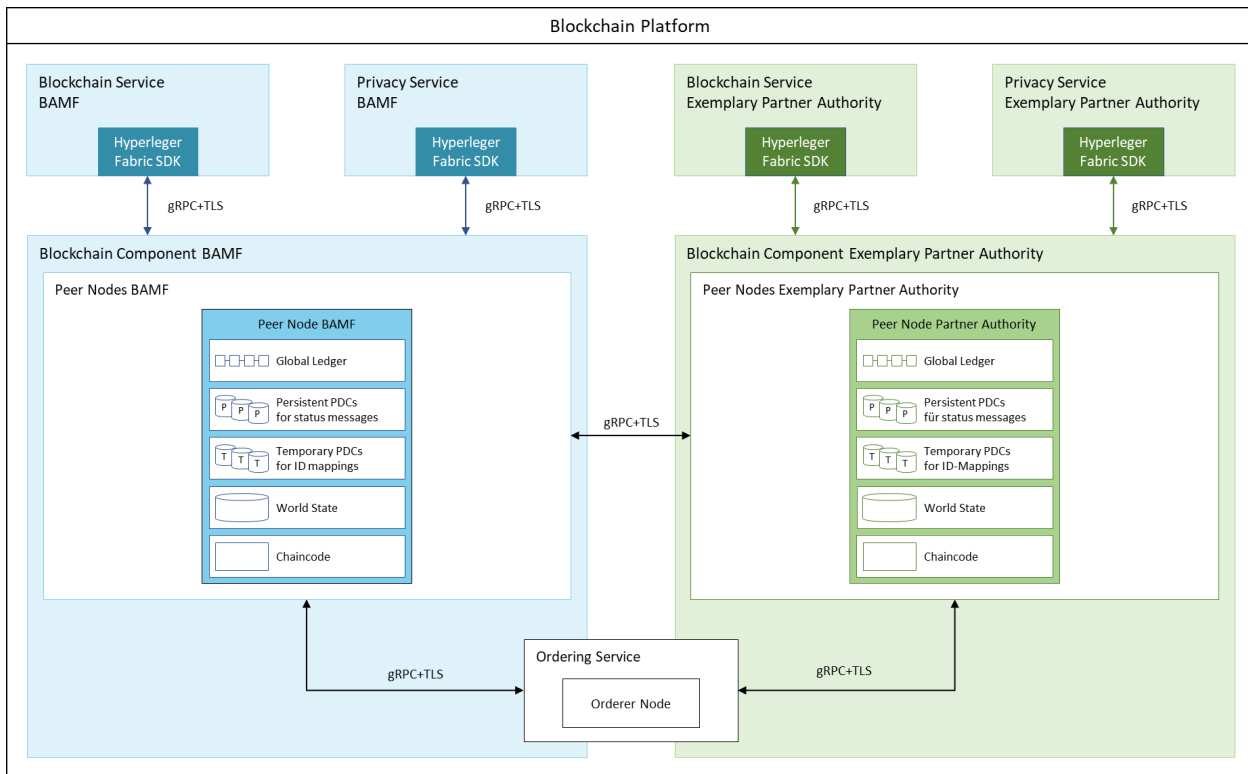 Blockchain Platform
Blockchain Service
BAMF
Hyperleger
Fabric SDK
Privacy Service
BAMF
Hyperleger
Fabric SDK
Blockchain Service
Exemplary Partner Authority
Hyperleger
Fabric SDK
Privacy Service
Exemplary Partner Authority
Hyperleger
Fabric SDK
gRPC+TLS
gRPC+TLS
gRPC+TLS
gRPC+TLS
Blockchain Component BAMF
Peer Nodes BAMF
Peer Node BAMF
Global Ledger
P P P
Persistent PDCs
for status messages
T T T
Temporary PDCs
for ID mappings
World State
Chaincode
gRPC+TLS
Blockchain Component Exemplary Partner Authority
Peer Nodes Exemplary Partner Authority
Peer Node Partner Authority
Global Ledger
P P P
Persistent PDCs
für status messages
T T T
Temporary PDCs
for ID-Mappings
World State
Chaincode
gRPC+TLS
Ordering Service
Orderer Node
gRPC+TLS